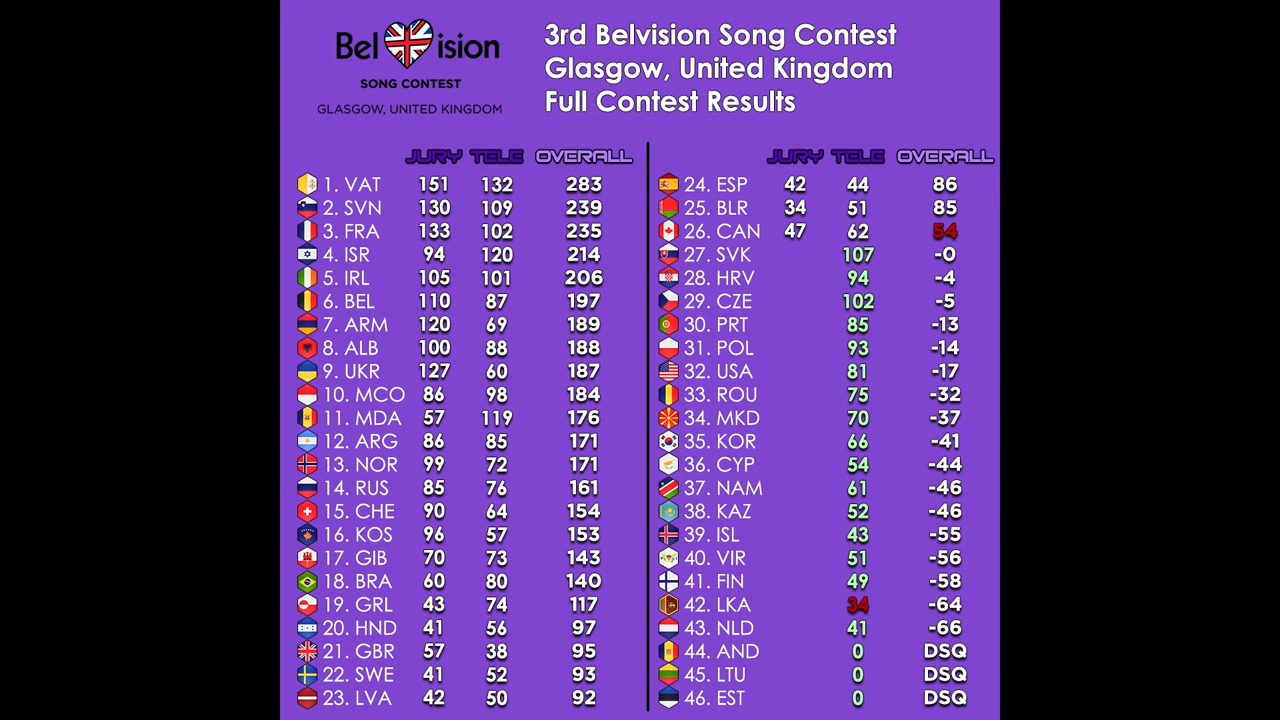 Bel ision
SONG CONTEST
GLASGOW, UNITED KINGDOM
3rd Belvision Song Contest
Glasgow, United Kingdom
Full Contest Results
JURY TELE OVERALL
1. VAT 151 132 283
2. SVN 130 109 239
3. FRA 133 102 235
4. ISR 94 120 214
5. IRL 105 101 206
6. BEL 110 87 197
7. ARM 120 69 189
8. ALB 100 88 188
9. UKR 127 60 187
10. MCO 86 98 184
11. MDA 57 119 176
12. ARG 86 85 171
13. NOR 99 72 171
14. RUS 85 76 161
15. CHE 90 64 154
16. KOS 96 57 153
17. GIB 70 73 143
18. BRA 60 80 140
19. GRL 43 74 117
20. HND 41 56 97
21. GBR 57 38 95
22. SWE 41 52 93
23. LVA 42 50 92
JURY TELE OVERALL
24. ESP 42 44 86
25. BLR 34 51 85
26. CAN 47 62 54
27. SVK 107 -0
28. HRV 94 -4
29. CZE 102 -5
30. PRT 85 -13
31. POL 93 -14
32. USA 81 -17
33. ROU 75 -32
34. MKD 70 -37
35. KOR 66 -41
36. CYP 54 -44
37. NAM 61 -46
38. KAZ 52 -46
39. ISL 43 -55
40. VIR 51 -56
41. FIN 49 -58
42. LKA 34 -64
43. NLD 41 -66
44. AND 0 DSQ
45. LTU 0 DSQ
46. EST 0 DSQ